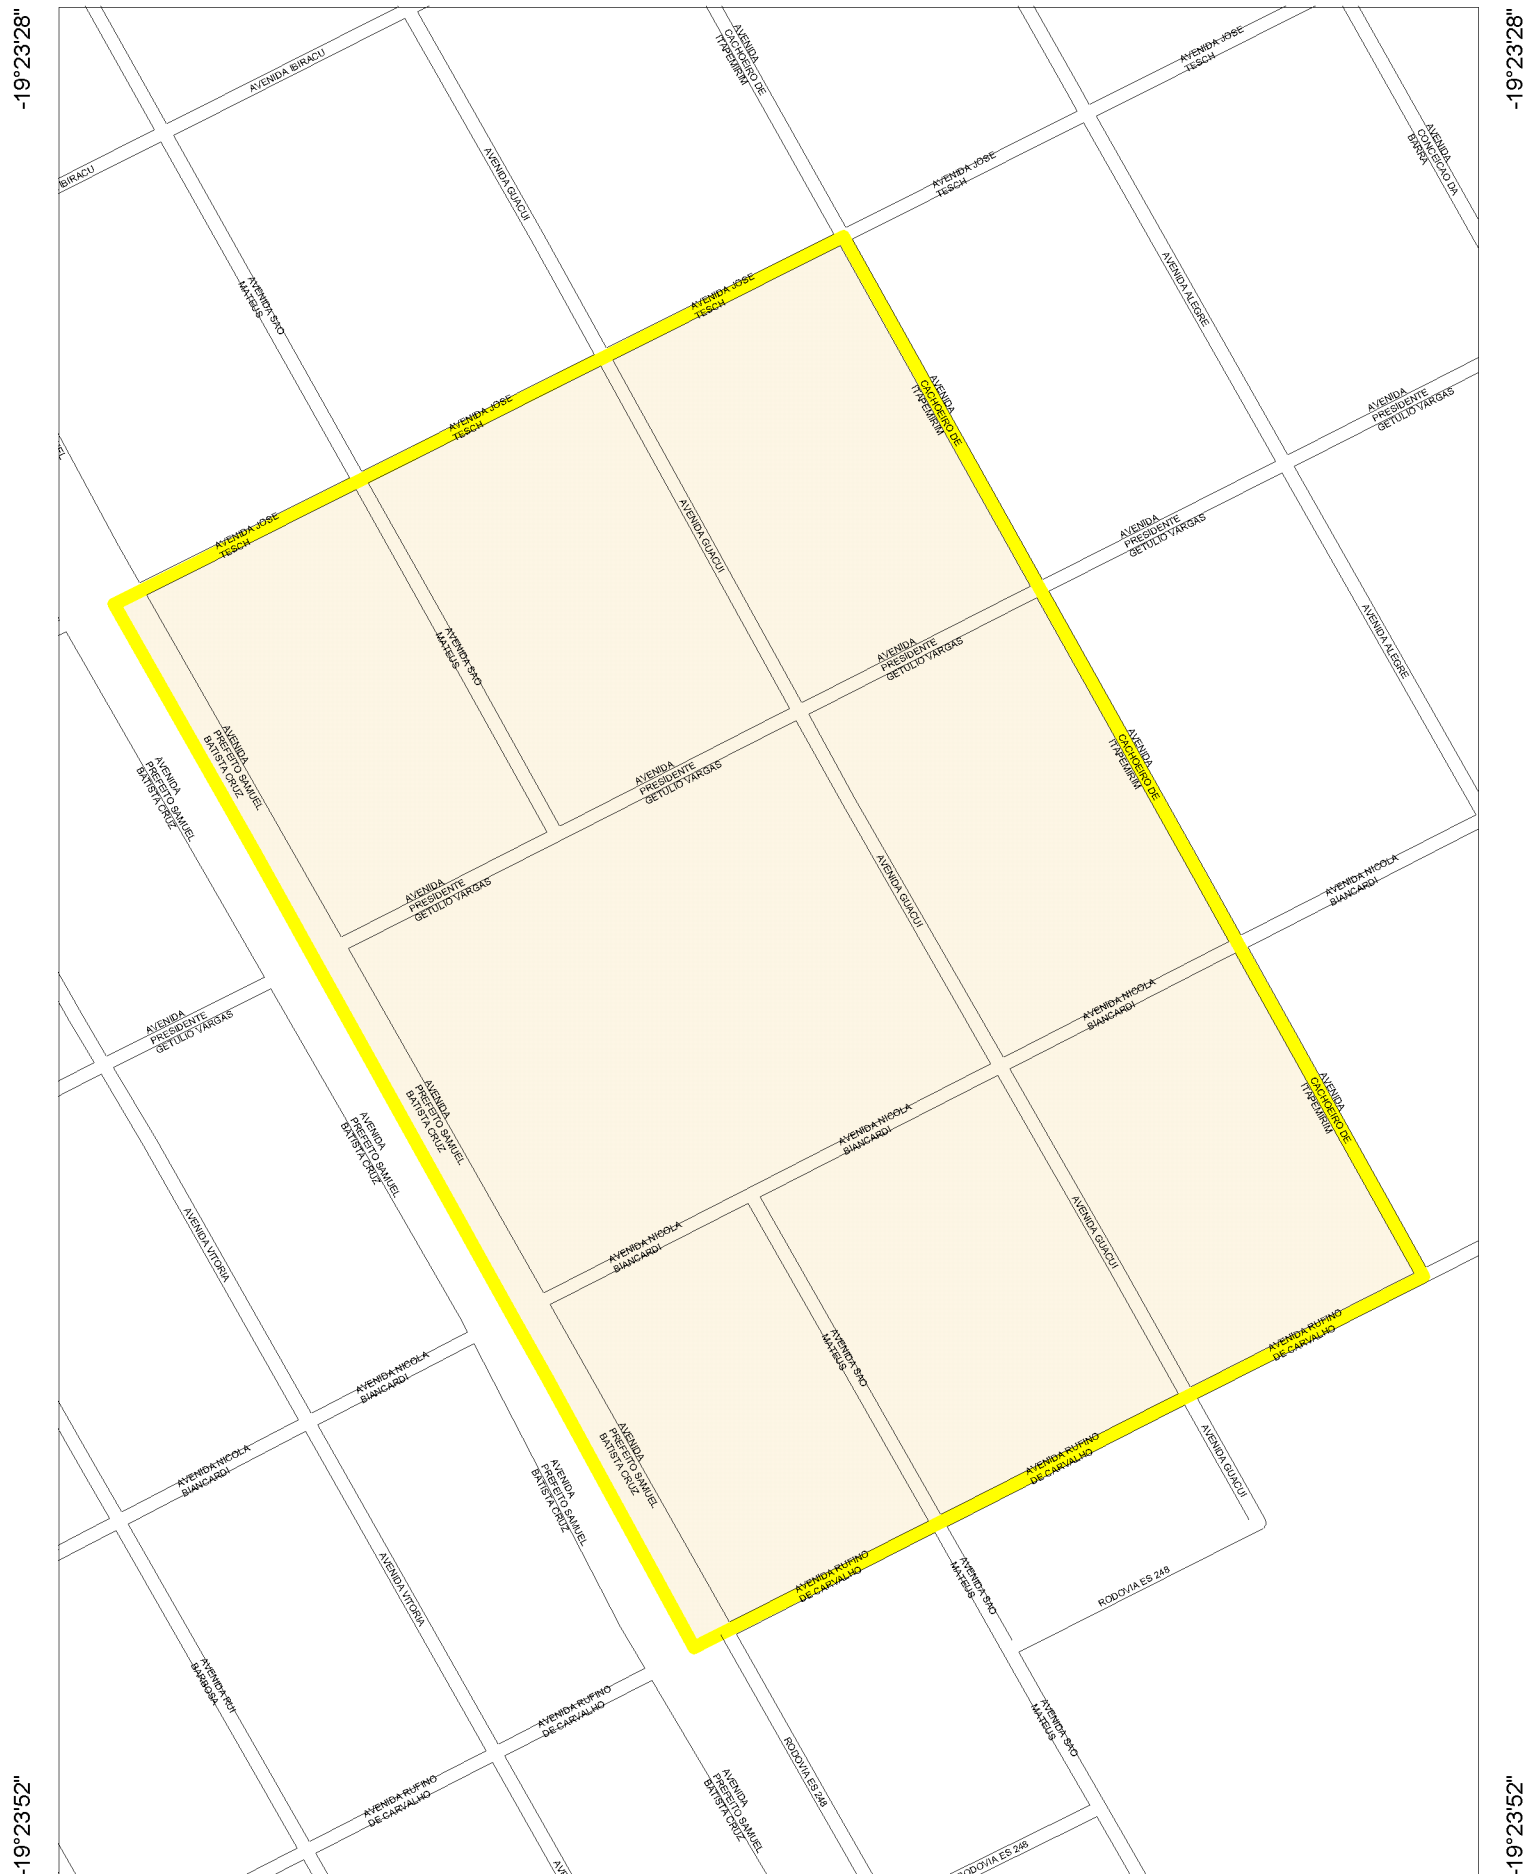 -19°23'28"
-19°23'28"
AVENIDA IBIRACU
AVENIDA
CACHOEIRO DE
ITAPEMIRIM
AVENIDA JOSE
TESCH
AVENIDA
CONCEICAO DA
BARRA
IBIRACU
AVENIDA GUACUI
AVENIDA JOSE
TESCH
AVENIDA SAO
MATEUS
AVENIDA JOSE
TESCH
AVENIDA ALEGRE
AVENIDA JOSE
TESCH
AVENIDA
CACHOEIRO DE
ITAPEMIRIM
AVENIDA
PRESIDENTE
GETULIO VARGAS
AVENIDA JOSE
TESCH
AVENIDA GUACUI
AVENIDA
PRESIDENTE
GETULIO VARGAS
AVENIDA SAO
MATEUS
AVENIDA
PRESIDENTE
GETULIO VARGAS
AVENIDA ALEGRE
AVENIDA
PREFEITO SAMUEL
BATISTA CRUZ
AVENIDA
PREFEITO SAMUEL
BATISTA CRUZ
AVENIDA
PRESIDENTE
GETULIO VARGAS
AVENIDA
CACHOEIRO DE
ITAPEMIRIM
AVENIDA
PRESIDENTE
GETULIO VARGAS
AVENIDA GUACUI
AVENIDA NICOLA
BIANCARDI
AVENIDA
PRESIDENTE
GETULIO VARGAS
AVENIDA NICOLA
BIANCARDI
AVENIDA
PREFEITO SAMUEL
BATISTA CRUZ
AVENIDA
PREFEITO SAMUEL
BATISTA CRUZ
AVENIDA NICOLA
BIANCARDI
AVENIDA
CACHOEIRO DE
ITAPEMIRIM
AVENIDA VITORIA
AVENIDA NICOLA
BIANCARDI
AVENIDA GUACUI
AVENIDA NICOLA
BIANCARDI
AVENIDA SAO
MATEUS
AVENIDA RUFINO
DE CARVALHO
AVENIDA NICOLA
BIANCARDI
AVENIDA
PREFEITO SAMUEL
BATISTA CRUZ
AVENIDA
PREFEITO SAMUEL
BATISTA CRUZ
AVENIDA RUFINO
DE CARVALHO
AVENIDA GUACUI
AVENIDA VITORIA
AVENIDA RUFINO
DE CARVALHO
AVENIDA SAO
MATEUS
RODOVIA ES 248
AVENIDA RUI
BARBOSA
AVENIDA RUFINO
DE CARVALHO
AVENIDA SAO
MATEUS
RODOVIA ES 248
AVENIDA RUFINO
DE CARVALHO
AVENIDA
PREFEITO SAMUEL
BATISTA CRUZ
RODOVIA ES 248
-19°23'52"
-19°23'52"